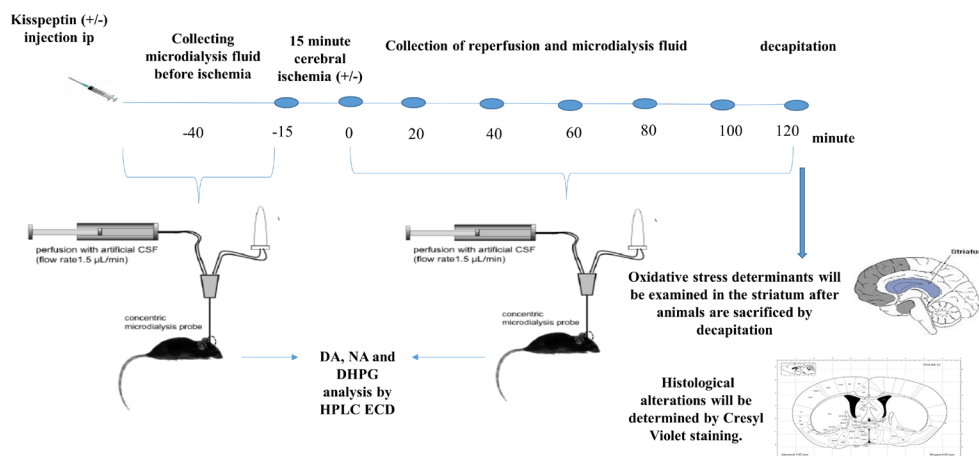 Kisspeptin (+/-)
injection ip
Collecting
microdialysis fluid
before ischemia
15 minute
cerebral
ischemia (+/-)
Collection of reperfusion and microdialysis fluid
decapitation
-40
-15
0
20
40
60
80
100
120
minute
perfusion with artificial CSF
(flow rate1.5 µL/min)
concentric
microdialysis probe
perfusion with artificial CSF
(flow rate1.5 µL/min)
concentric
microdialysis probe
DA, NA and
DHPG
analysis by
HPLC ECD
Oxidative stress determinants will
be examined in the striatum after
animals are sacrificed by
decapitation
Striatu
Histological
alterations will be
determined by Cresyl
Violet staining.